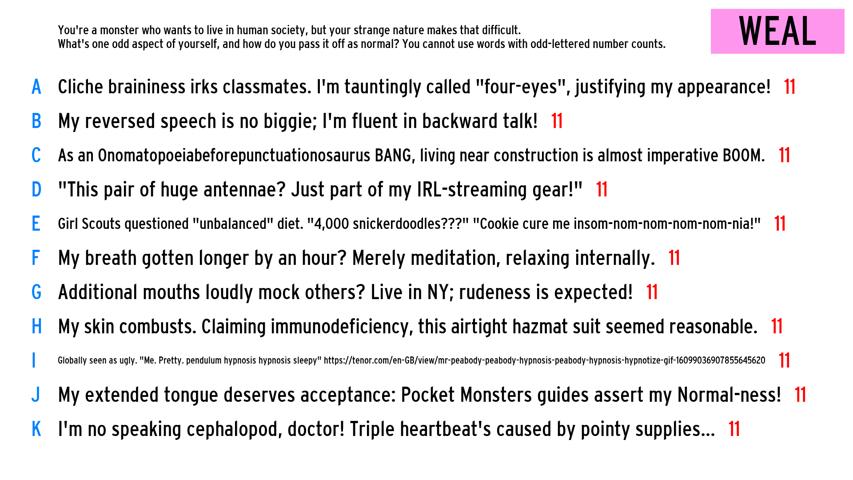 You're a monster who wants to live in human society, but your strange nature makes that difficult.
What's one odd aspect of yourself, and how do you pass it off as normal? You cannot use words with odd-lettered number counts.
WEAL
A Cliche braininess irks classmates. I'm tauntingly called "four-eyes", justifying my appearance! 11
B My reversed speech is no biggie; I'm fluent in backward talk! 11
C As an Onomatopoeiabeforepunctuationosaurus BANG, living near construction is almost imperative BOOM. 11
D "This pair of huge antennae? Just part of my IRL-streaming gear!" 11
E Girl Scouts questioned "unbalanced" diet. "4,000 snickerdoodles???" "Cookie cure me insom-nom-nom-nom-nom-nia!" 11
F My breath gotten longer by an hour? Merely meditation, relaxing internally. 11
G Additional mouths loudly mock others? Live in NY; rudeness is expected! 11
H My skin combusts. Claiming immunodeficiency, this airtight hazmat suit seemed reasonable. 11
I Globally seen as ugly. "Me. Pretty. pendulum hypnosis hypnosis sleepy" https://tenor.com/en-GB/view/mr-peabody-peabody-hypnosis-peabody-hypnosis-hypnotize-gif-16099036907855645620 11
J My extended tongue deserves acceptance: Pocket Monsters guides assert my Normal-ness! 11
K I'm no speaking cephalopod, doctor! Triple heartbeat's caused by pointy supplies... 11